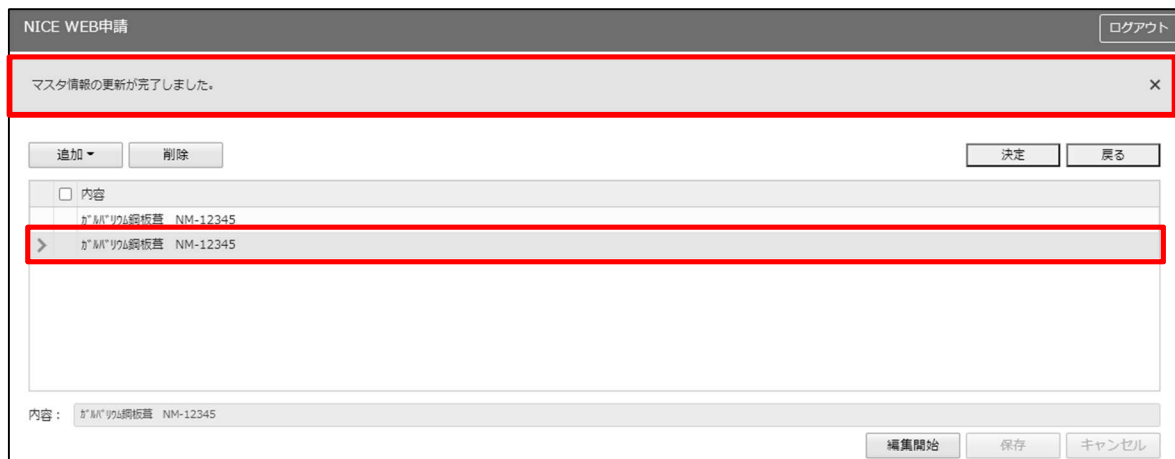 NICE WEB申請
ログアウト
マスタ情報の更新が完了しました。
×
追加
削除
決定
戻る
内容
ｶﾞﾙﾊﾞﾘｳﾑ鋼板葺 NM-12345
ｶﾞﾙﾊﾞﾘｳﾑ鋼板葺 NM-12345
内容： ｶﾞﾙﾊﾞﾘｳﾑ鋼板葺 NM-12345
編集開始
保存
キャンセル